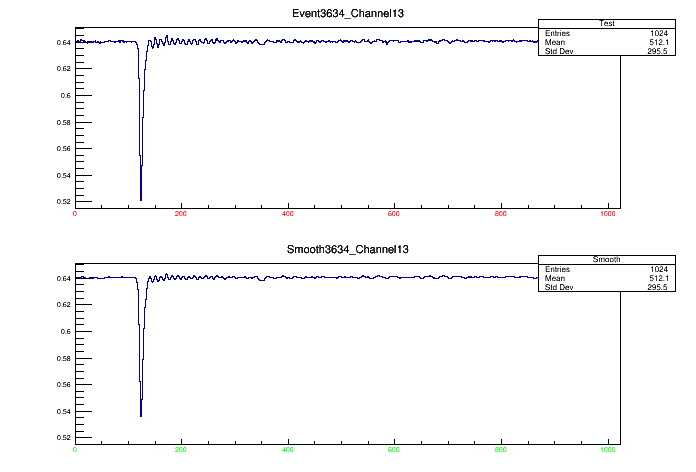 Event3634_Channel13
Test
Entries 1024
Mean 512.1
Std Dev 295.5
0.64
0.62
0.6
0.58
0.56
0.54
0.52
0 200 400 600 800 1000
Smooth3634_Channel13
Smooth
Entries 1024
Mean 512.1
Std Dev 295.5
0.64
0.62
0.6
0.58
0.56
0.54
0.52
0 200 400 600 800 1000